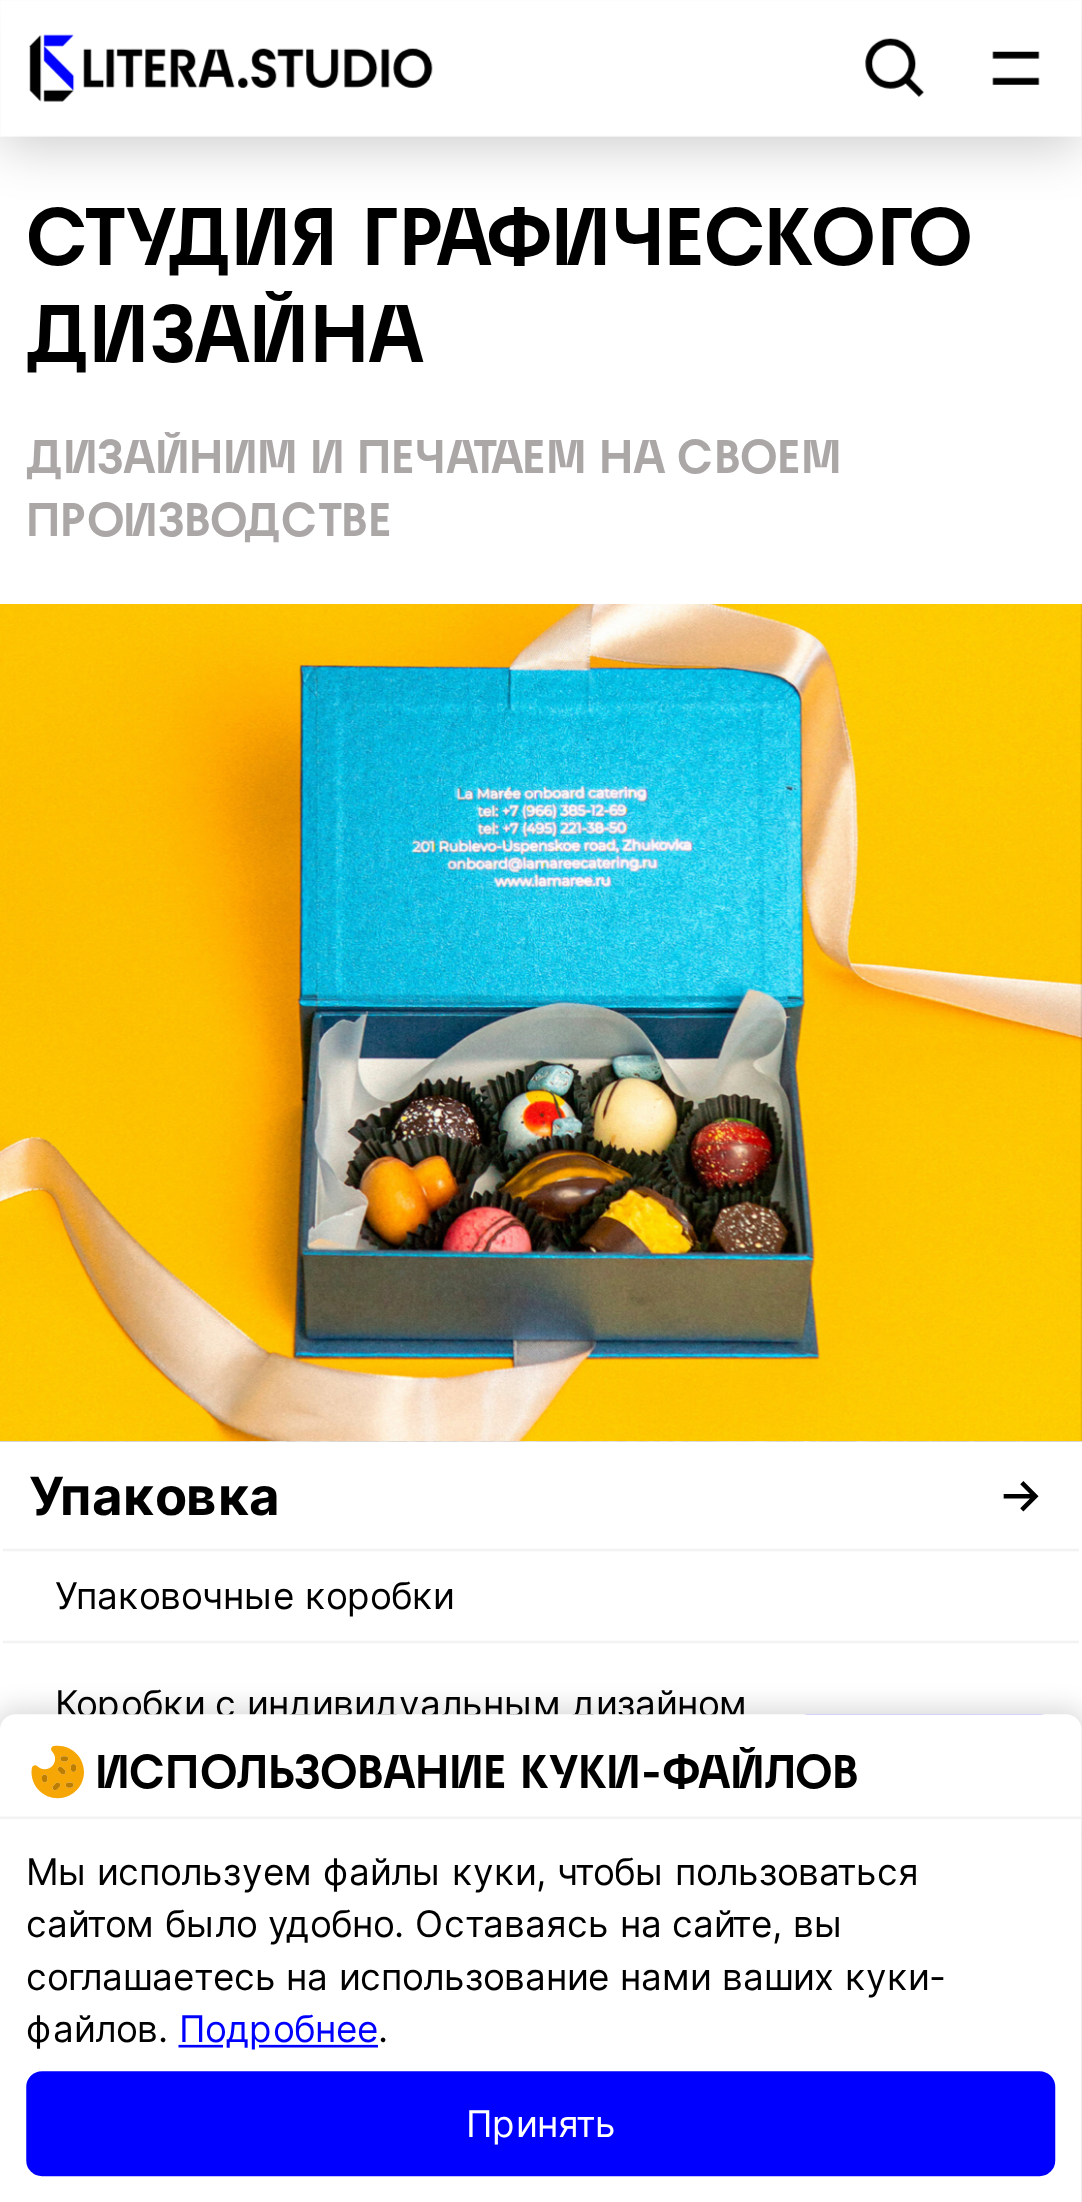 LITERA.STUDIO
СТУДИЯ ГРАФИЧЕСКОГО
ДИЗАЙНА
ДИЗАЙНИМ И ПЕЧАТАЕМ НА СВОЕМ
ПРОИЗВОДСТВЕ
La Marée onboard catering
tel: +7 (966) 385-12-69
tel: +7 (495) 221-38-50
201 Rublevo-Uspenskoe road, Zhukovka
onboard@lamareecatering.ru
www.lamaree.ru
Упаковка
Упаковочные коробки
Коробки с индивидуальным дизайном
ИСПОЛЬЗОВАНИЕ КУКИ-ФАЙЛОВ
Мы используем файлы куки, чтобы пользоваться
сайтом было удобно. Оставаясь на сайте, вы
соглашаетесь на использование нами ваших куки-
файлов. Подробнее.
Принять